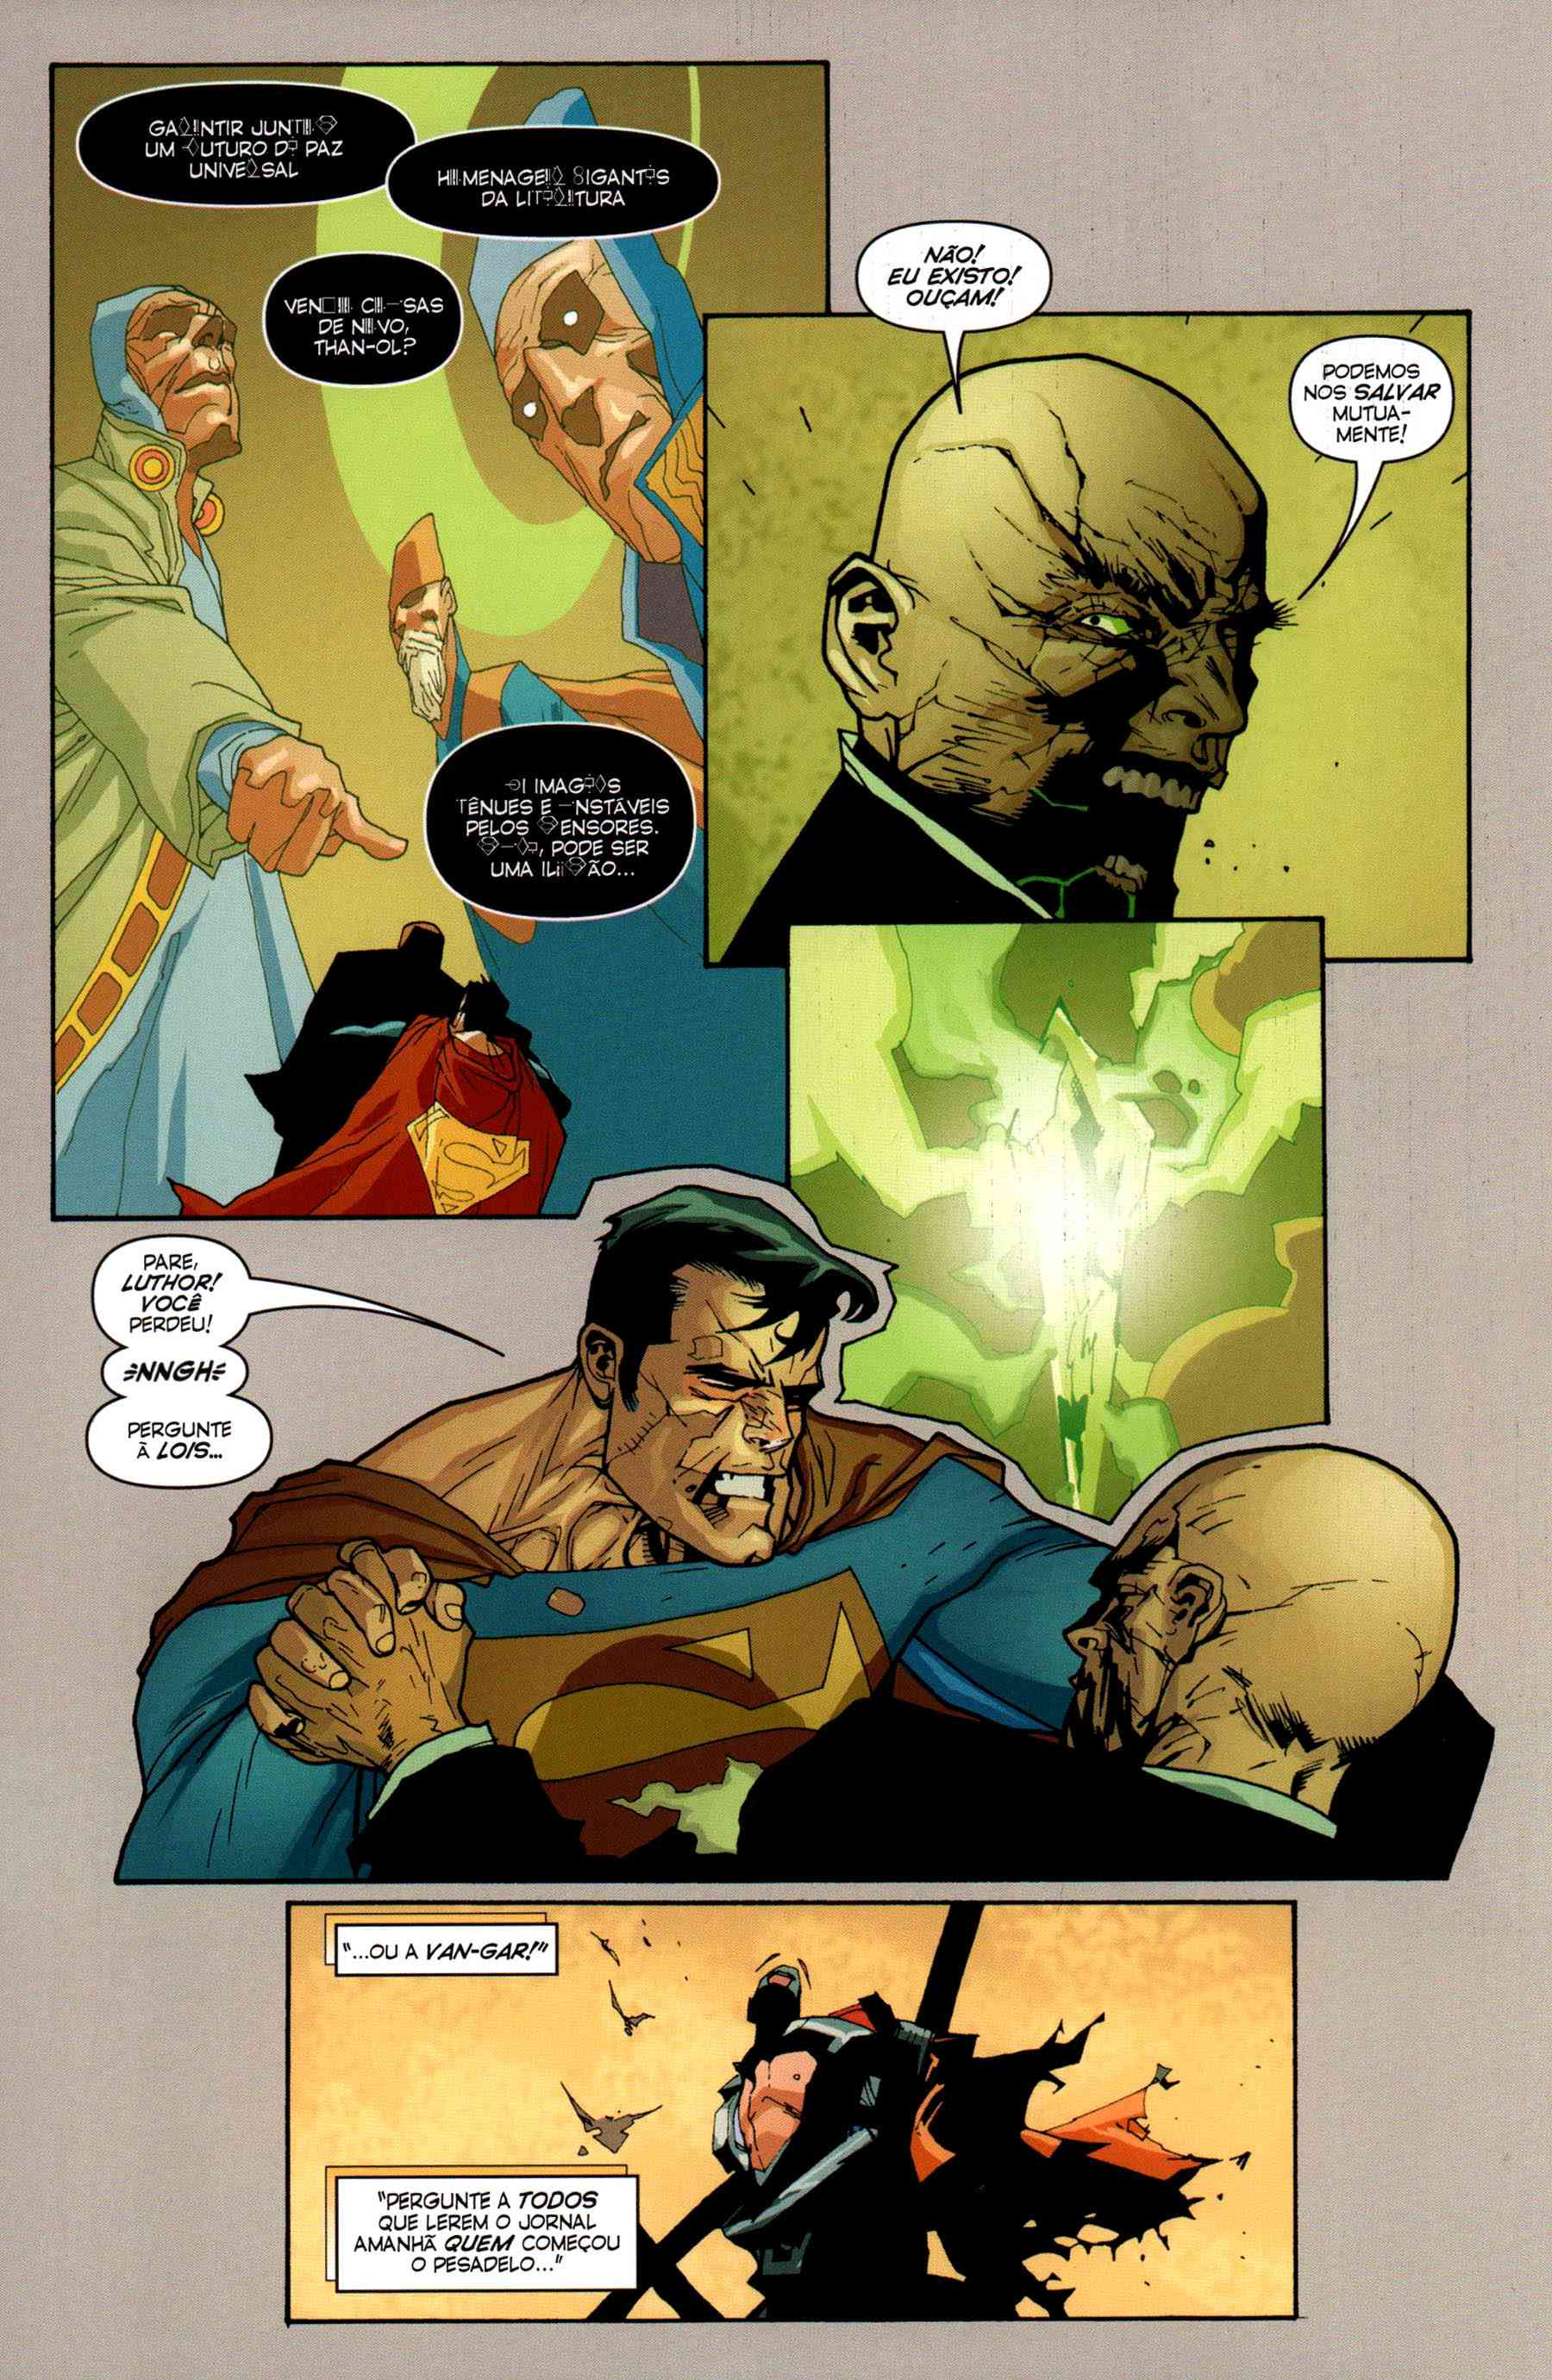 UM
PAZ
DA
VEN
DE
THAN-OL?
NÃO!
EU EXISTO!
OUÇAM!
PODEMOS
NOS SALVAR
MUTUA-
MENTE!
TÊNUES E
PELOS
PODE SER
UMA
PARE,
LUTHOR!
VOCÊ
PERDEU!
NNGH
PERGUNTE
À LOIS...
"...OU A VAN-GAR!"
"PERGUNTE A TODOS
QUE LEREM O JORNAL
AMANHÃ QUEM COMEÇOU
O PESADELO..."